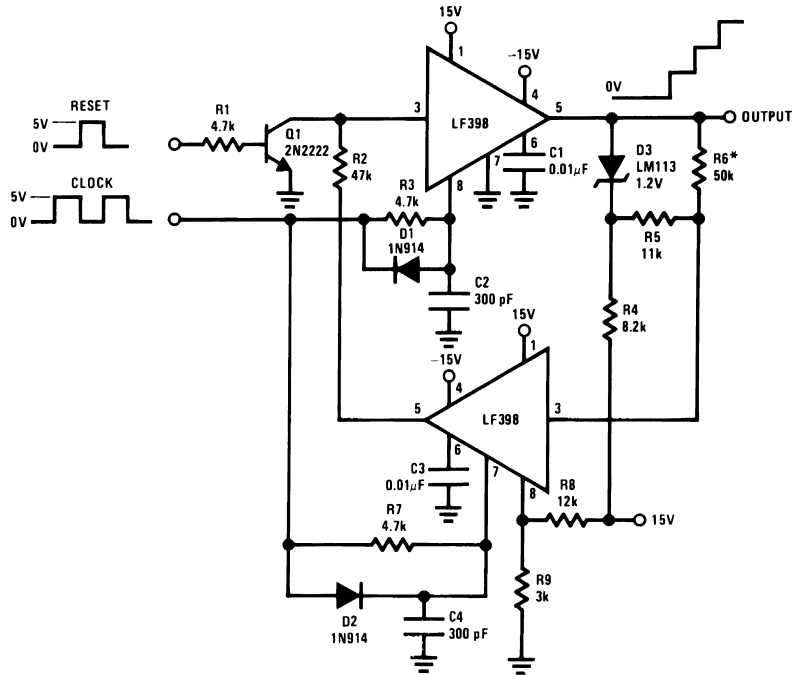 15V
-15V
0V
RESET
5V
0V
R1
4.7k
Q1
2N2222
1
4
3
5
LF398
6
7
8
OUTPUT
C1
0.01µF
D3
LM113
1.2V
R6*
50k
R2
47k
CLOCK
5V
0V
R3
4.7k
D1
1N914
R5
11k
C2
300 pF
R4
8.2k
15V
-15V
1
4
5
LF398
3
6
7
8
C3
0.01µF
R8
12k
15V
R7
4.7k
R9
3k
D2
1N914
C4
300 pF